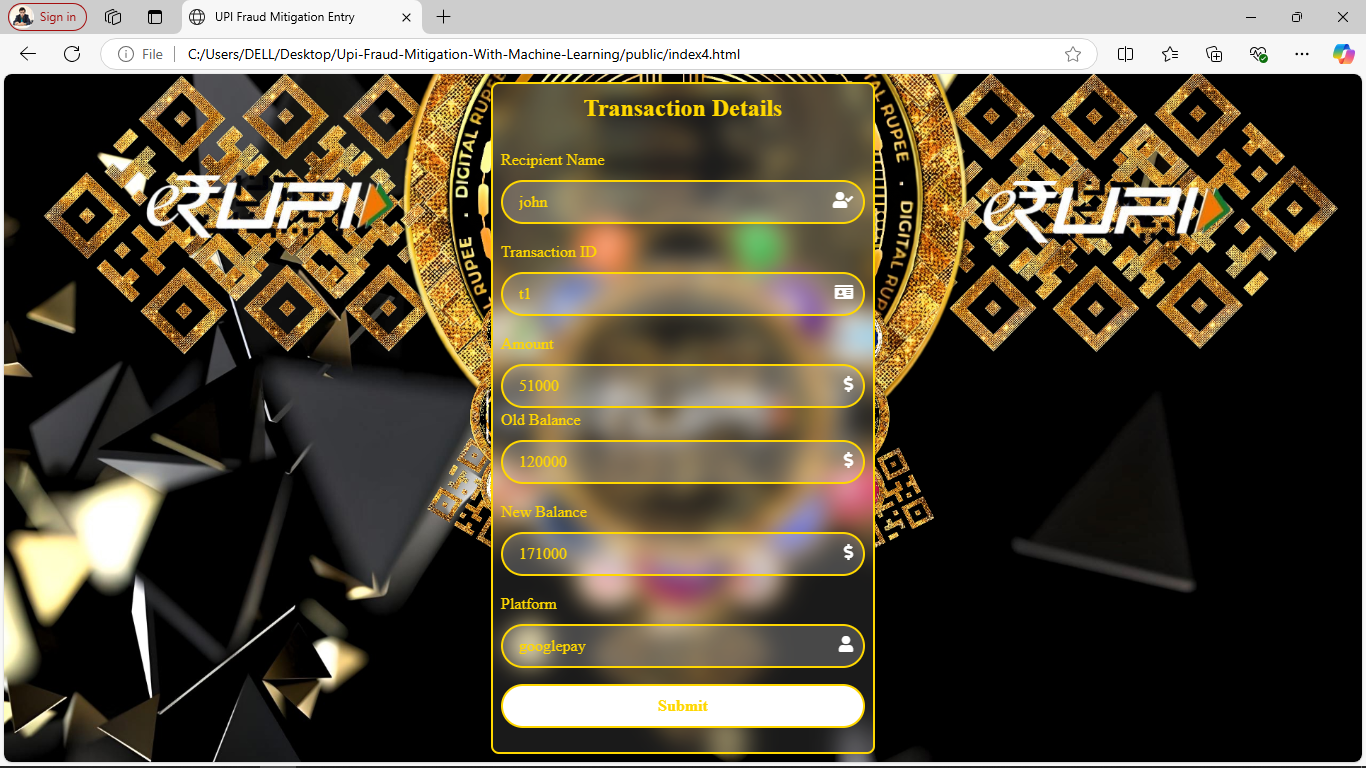 Sign in
UPI Fraud Mitigation Entry
File
C:/Users/DELL/Desktop/Upi-Fraud-Mitigation-With-Machine-Learning/public/index4.html
Transaction Details
DIGITAL RUPEE
DIGITAL RUPEE
e₹UPI
e₹UPI
Recipient Name
john
Transaction ID
t1
Amount
51000
$
Old Balance
120000
$
New Balance
171000
$
Platform
googlepay
Submit